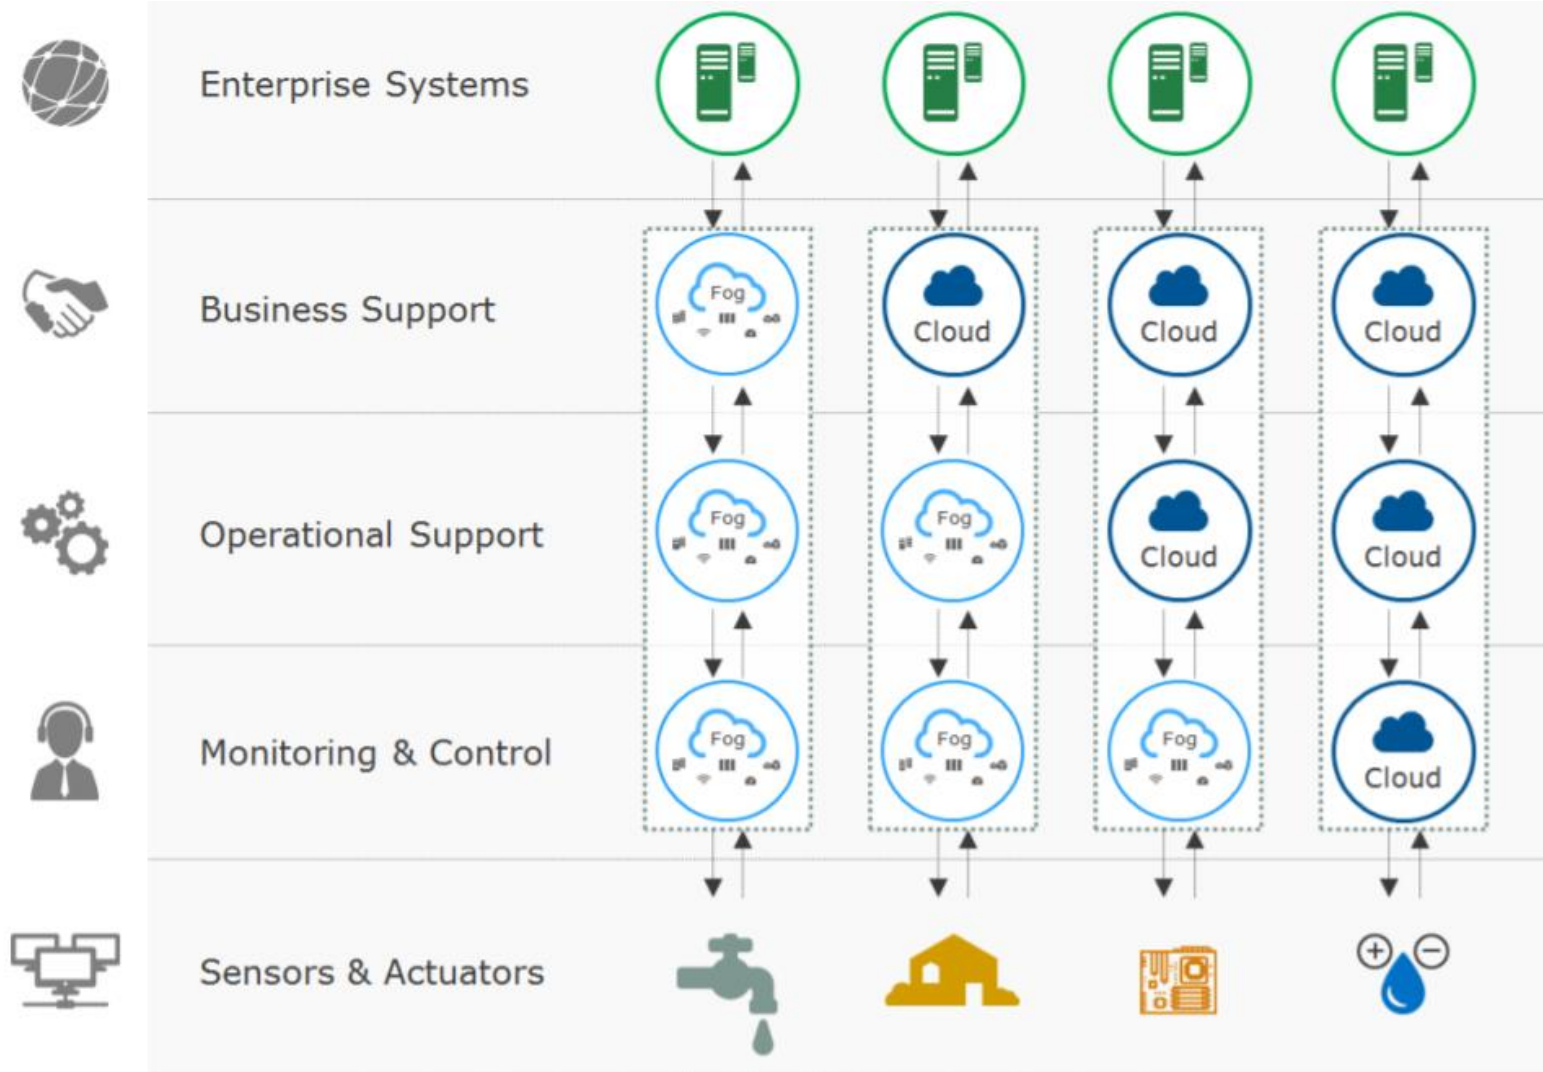 Enterprise Systems
Business Support
Fog
Cloud
Cloud
Cloud
Operational Support
Fog
Fog
Cloud
Cloud
Monitoring & Control
Fog
Fog
Fog
Cloud
Sensors & Actuators